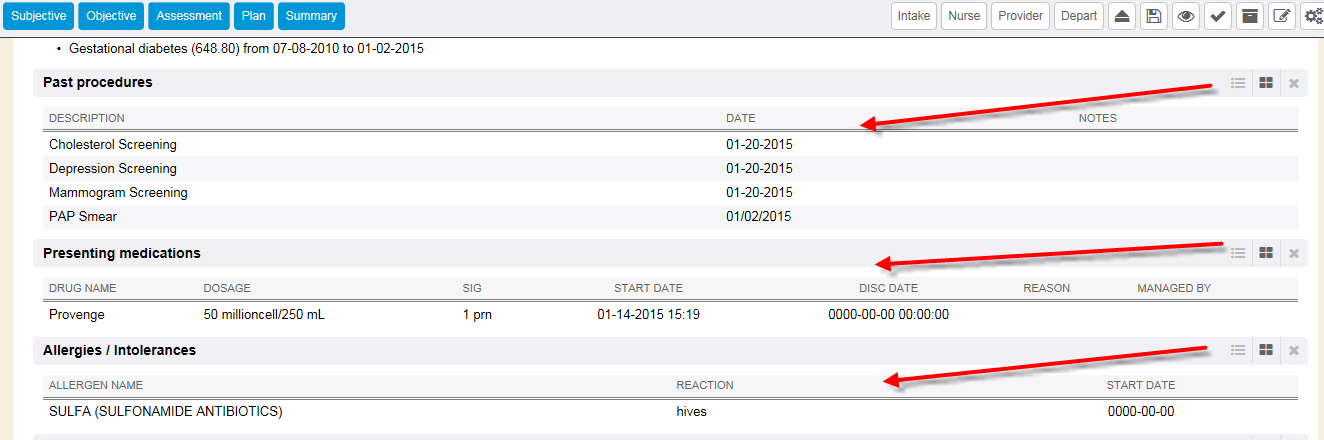 Subjective Objective Assessment Plan Summary Intake Nurse Provider Depart
• Gestational diabetes (648.80) from 07-08-2010 to 01-02-2015
Past procedures
DESCRIPTION DATE NOTES
Cholesterol Screening 01-20-2015
Depression Screening 01-20-2015
Mammogram Screening 01-20-2015
PAP Smear 01/02/2015
Presenting medications
DRUG NAME DOSAGE SIG START DATE DISC DATE REASON MANAGED BY
Provenge 50 millioncell/250 mL 1 prn 01-14-2015 15:19 0000-00-00 00:00:00
Allergies / Intolerances
ALLERGEN NAME REACTION START DATE
SULFA (SULFONAMIDE ANTIBIOTICS) hives 0000-00-00